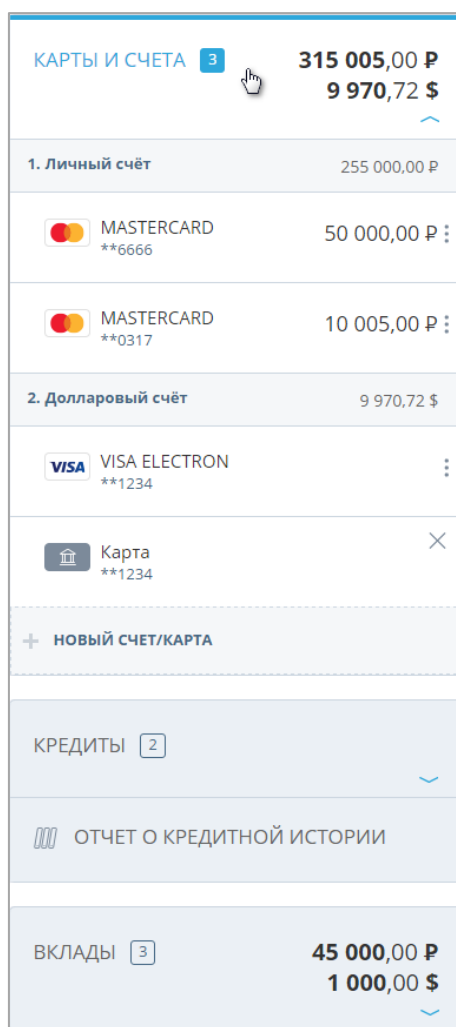 КАРТЫ И СЧЕТА 3 315 005,00 ₽
9 970,72 $
1. Личный счёт 255 000,00 ₽
MASTERCARD 50 000,00 ₽
**6666
MASTERCARD 10 005,00 ₽
**0317
2. Долларовый счёт 9 970,72 $
VISA VISA ELECTRON
**1234
Карта
**1234
+ НОВЫЙ СЧЕТ/КАРТА
КРЕДИТЫ 2
ОТЧЕТ О КРЕДИТНОЙ ИСТОРИИ
ВКЛАДЫ 3 45 000,00 ₽
1 000,00 $